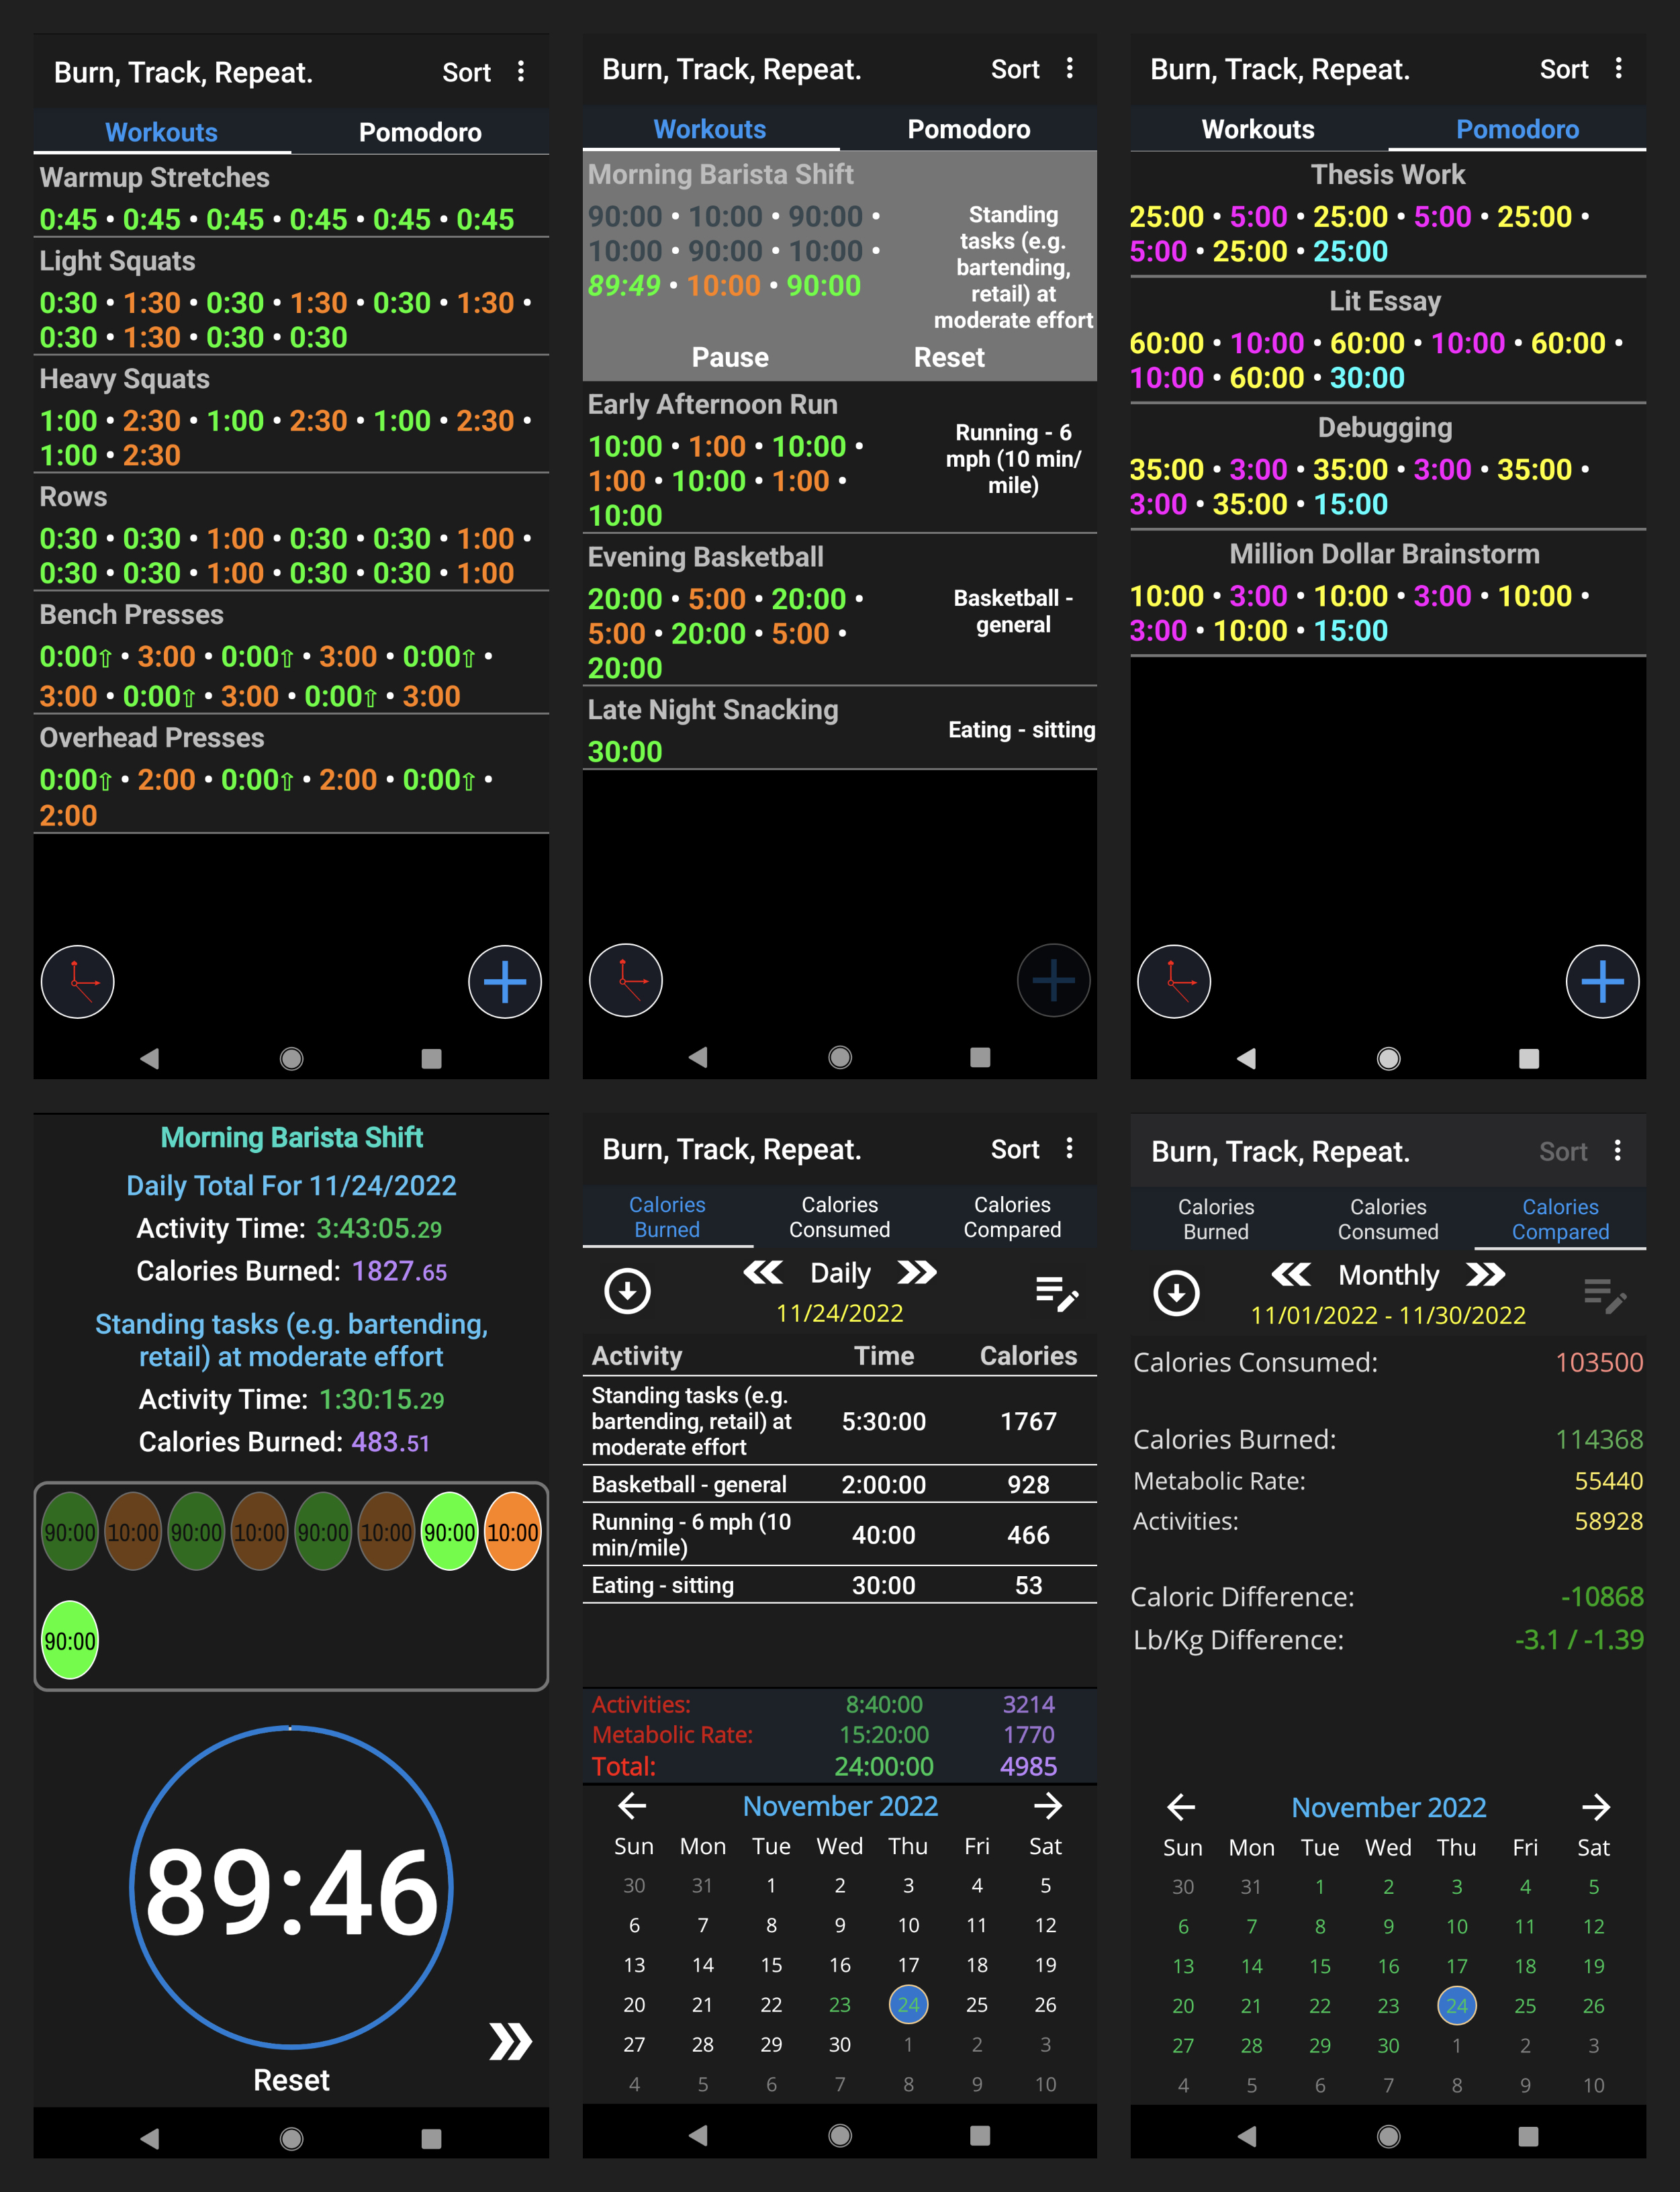 Burn, Track, Repeat. Sort
Workouts Pomodoro
Warmup Stretches
0:45 • 0:45 • 0:45 • 0:45 • 0:45 • 0:45
Light Squats
0:30 • 1:30 • 0:30 • 1:30 • 0:30 • 1:30 •
0:30 • 1:30 • 0:30 • 0:30
Heavy Squats
1:00 • 2:30 • 1:00 • 2:30 • 1:00 • 2:30 •
1:00 • 2:30
Rows
0:30 • 0:30 • 1:00 • 0:30 • 0:30 • 1:00 •
0:30 • 0:30 • 1:00 • 0:30 • 0:30 • 1:00
Bench Presses
0:00⇧ • 3:00 • 0:00⇧ • 3:00 • 0:00⇧ •
3:00 • 0:00⇧ • 3:00 • 0:00⇧ • 3:00
Overhead Presses
0:00⇧ • 2:00 • 0:00⇧ • 2:00 • 0:00⇧ •
2:00
Burn, Track, Repeat. Sort
Workouts Pomodoro
Morning Barista Shift
90:00 • 10:00 • 90:00 •
10:00 • 90:00 • 10:00 •
89:49 • 10:00 • 90:00
Standing
tasks (e.g.
bartending,
retail) at
moderate effort
Pause Reset
Early Afternoon Run
10:00 • 1:00 • 10:00 •
1:00 • 10:00 • 1:00 •
10:00
Running - 6
mph (10 min/
mile)
Evening Basketball
20:00 • 5:00 • 20:00 •
5:00 • 20:00 • 5:00 •
20:00
Basketball -
general
Late Night Snacking
30:00
Eating - sitting
Burn, Track, Repeat. Sort
Workouts Pomodoro
Thesis Work
25:00 • 5:00 • 25:00 • 5:00 • 25:00 •
5:00 • 25:00 • 25:00
Lit Essay
60:00 • 10:00 • 60:00 • 10:00 • 60:00 •
10:00 • 60:00 • 30:00
Debugging
35:00 • 3:00 • 35:00 • 3:00 • 35:00 •
3:00 • 35:00 • 15:00
Million Dollar Brainstorm
10:00 • 3:00 • 10:00 • 3:00 • 10:00 •
3:00 • 10:00 • 15:00
Morning Barista Shift
Daily Total For 11/24/2022
Activity Time: 3:43:05.29
Calories Burned: 1827.65
Standing tasks (e.g. bartending,
retail) at moderate effort
Activity Time: 1:30:15.29
Calories Burned: 483.51
90:00 10:00 90:00 10:00 90:00 10:00 90:00 10:00
90:00
89:46
Reset
Burn, Track, Repeat. Sort
Calories Burned Calories Consumed Calories Compared
Daily
11/24/2022
Activity Time Calories
Standing tasks (e.g.
bartending, retail) at 5:30:00 1767
moderate effort
Basketball - general 2:00:00 928
Running - 6 mph (10
min/mile) 40:00 466
Eating - sitting 30:00 53
Activities: 8:40:00 3214
Metabolic Rate: 15:20:00 1770
Total: 24:00:00 4985
November 2022
Sun Mon Tue Wed Thu Fri Sat
30 31 1 2 3 4 5
6 7 8 9 10 11 12
13 14 15 16 17 18 19
20 21 22 23 24 25 26
27 28 29 30 1 2 3
4 5 6 7 8 9 10
Burn, Track, Repeat. Sort
Calories Burned Calories Consumed Calories Compared
Monthly
11/01/2022 - 11/30/2022
Calories Consumed: 103500
Calories Burned: 114368
Metabolic Rate: 55440
Activities: 58928
Caloric Difference: -10868
Lb/Kg Difference: -3.1 / -1.39
November 2022
Sun Mon Tue Wed Thu Fri Sat
30 31 1 2 3 4 5
6 7 8 9 10 11 12
13 14 15 16 17 18 19
20 21 22 23 24 25 26
27 28 29 30 1 2 3
4 5 6 7 8 9 10